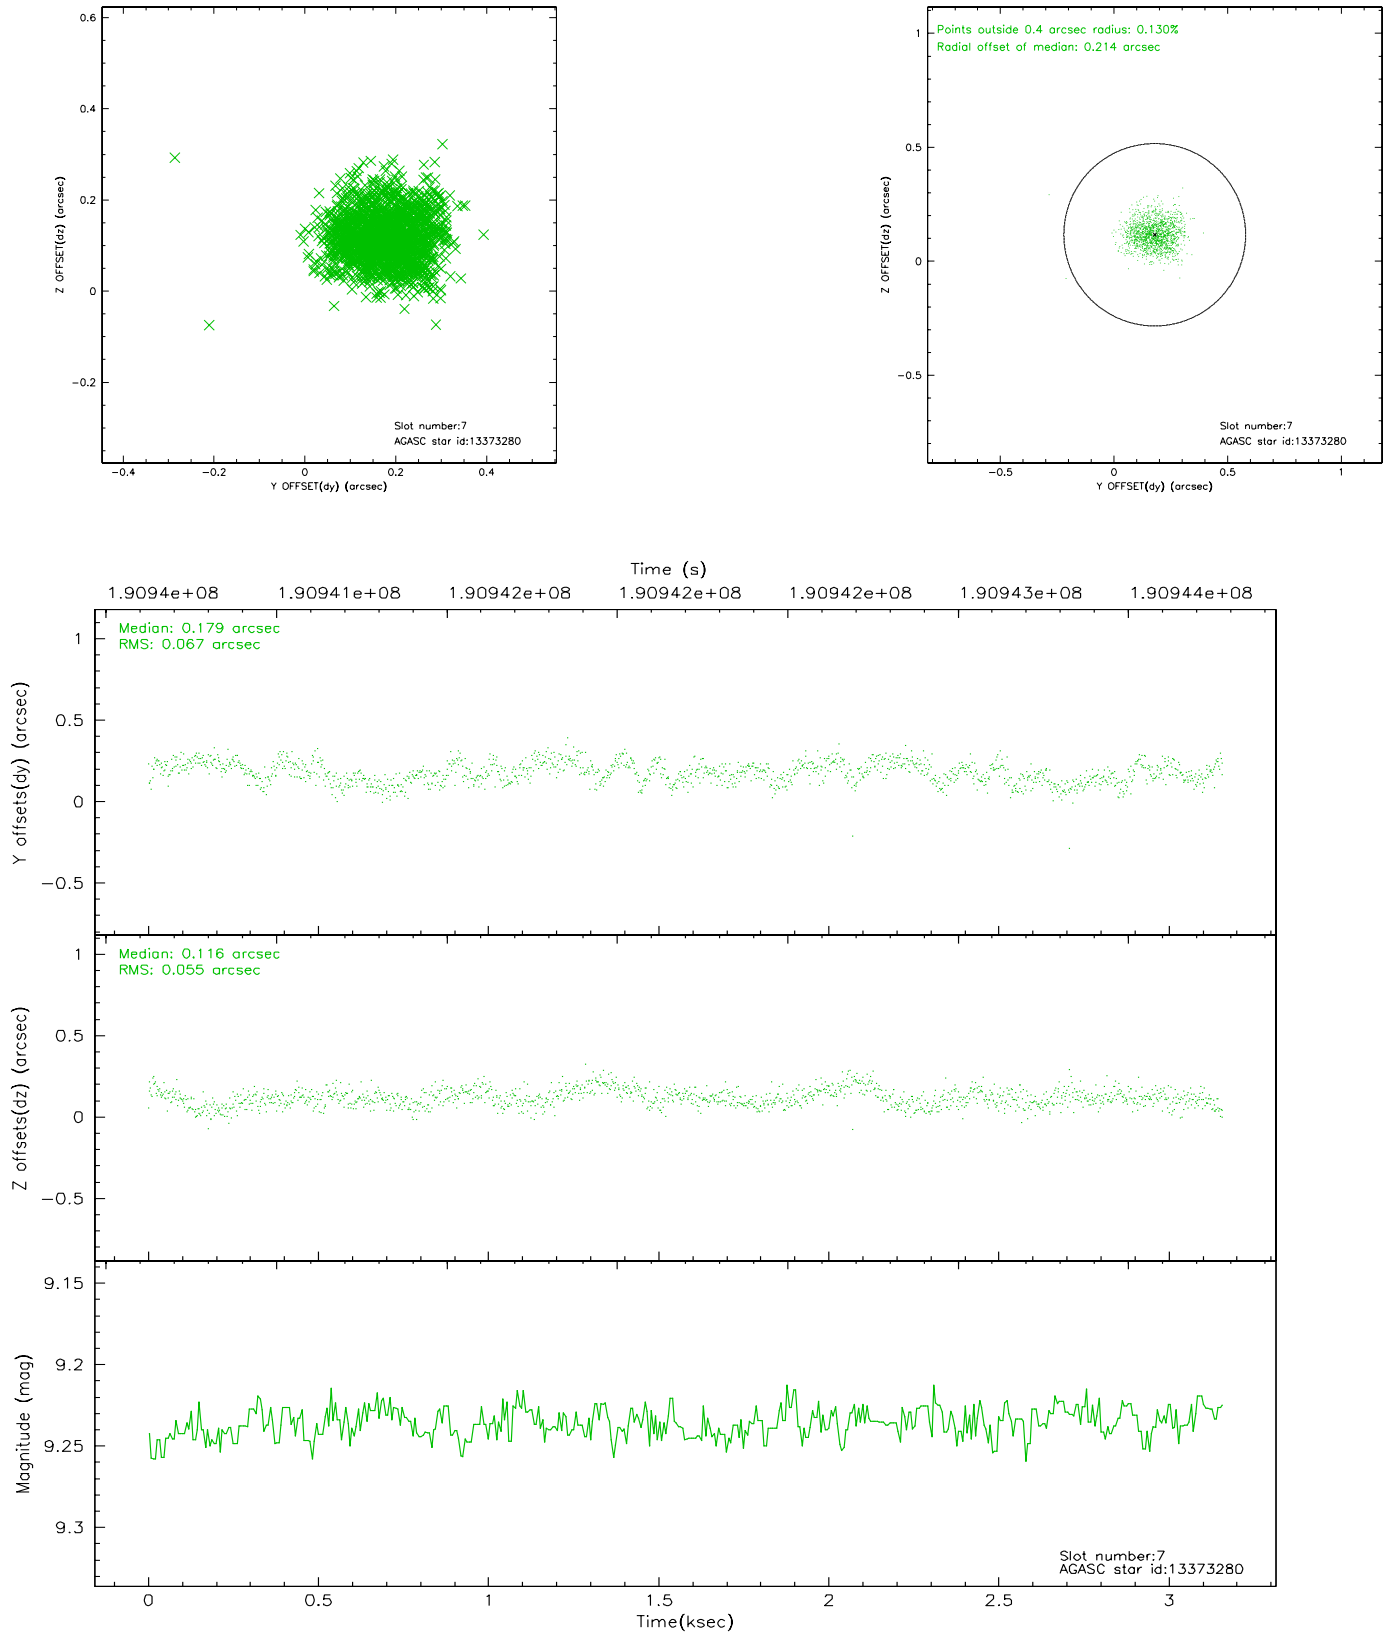 0.6
0.4
0.2
0
−0.2
Z OFFSET(dz) (arcsec)
Slot number:7
AGASC star id:13373280
−0.4 −0.2 0 0.2 0.4
Y OFFSET(dy) (arcsec)
Points outside 0.4 arcsec radius: 0.130%
Radial offset of median: 0.214 arcsec
1
0.5
0
−0.5
Z OFFSET(dz) (arcsec)
Slot number:7
AGASC star id:13373280
−0.5 0 0.5 1
Y OFFSET(dy) (arcsec)
Time (s)
1.9094e+08 1.90941e+08 1.90942e+08 1.90942e+08 1.90942e+08 1.90943e+08 1.90944e+08
Median: 0.179 arcsec
RMS: 0.067 arcsec
1
0.5
0
−0.5
Y offsets(dy) (arcsec)
Median: 0.116 arcsec
RMS: 0.055 arcsec
1
0.5
0
−0.5
Z offsets(dz) (arcsec)
9.15
9.2
9.25
9.3
Magnitude (mag)
Slot number:7
AGASC star id:13373280
0 0.5 1 1.5 2 2.5 3
Time(ksec)